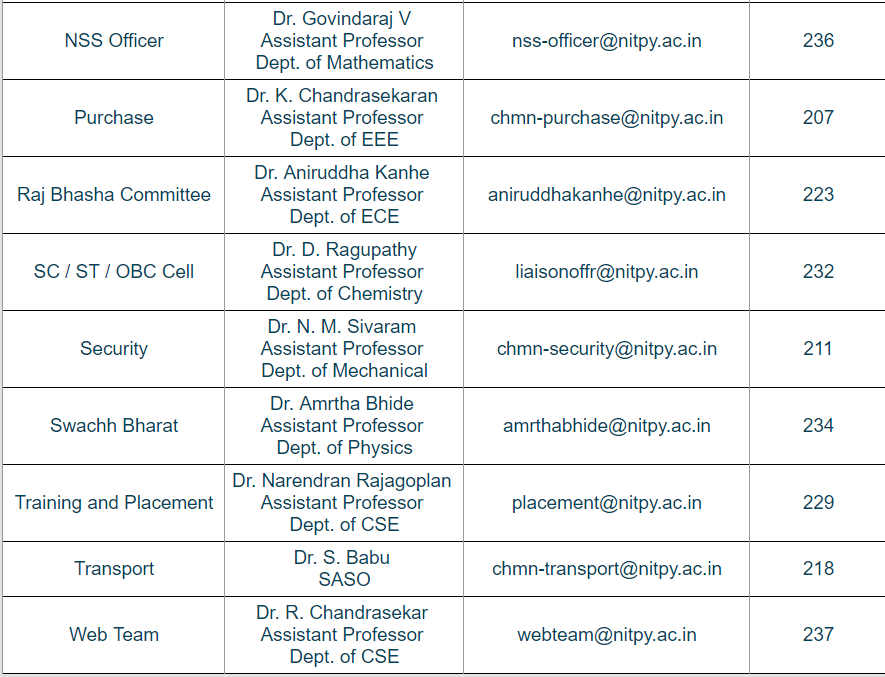 NSS Officer
Dr. Govindaraj V
Assistant Professor
Dept. of Mathematics
nss-officer@nitpy.ac.in
236
Purchase
Dr. K. Chandrasekaran
Assistant Professor
Dept. of EEE
chmn-purchase@nitpy.ac.in
207
Raj Bhasha Committee
Dr. Aniruddha Kanhe
Assistant Professor
Dept. of ECE
aniruddhakanhe@nitpy.ac.in
223
SC / ST / OBC Cell
Dr. D. Ragupathy
Assistant Professor
Dept. of Chemistry
liaisonoffr@nitpy.ac.in
232
Security
Dr. N. M. Sivaram
Assistant Professor
Dept. of Mechanical
chmn-security@nitpy.ac.in
211
Swachh Bharat
Dr. Amrtha Bhide
Assistant Professor
Dept. of Physics
amrthabhide@nitpy.ac.in
234
Training and Placement
Dr. Narendran Rajagoplan
Assistant Professor
Dept. of CSE
placement@nitpy.ac.in
229
Transport
Dr. S. Babu
SASO
chmn-transport@nitpy.ac.in
218
Web Team
Dr. R. Chandrasekar
Assistant Professor
Dept. of CSE
webteam@nitpy.ac.in
237